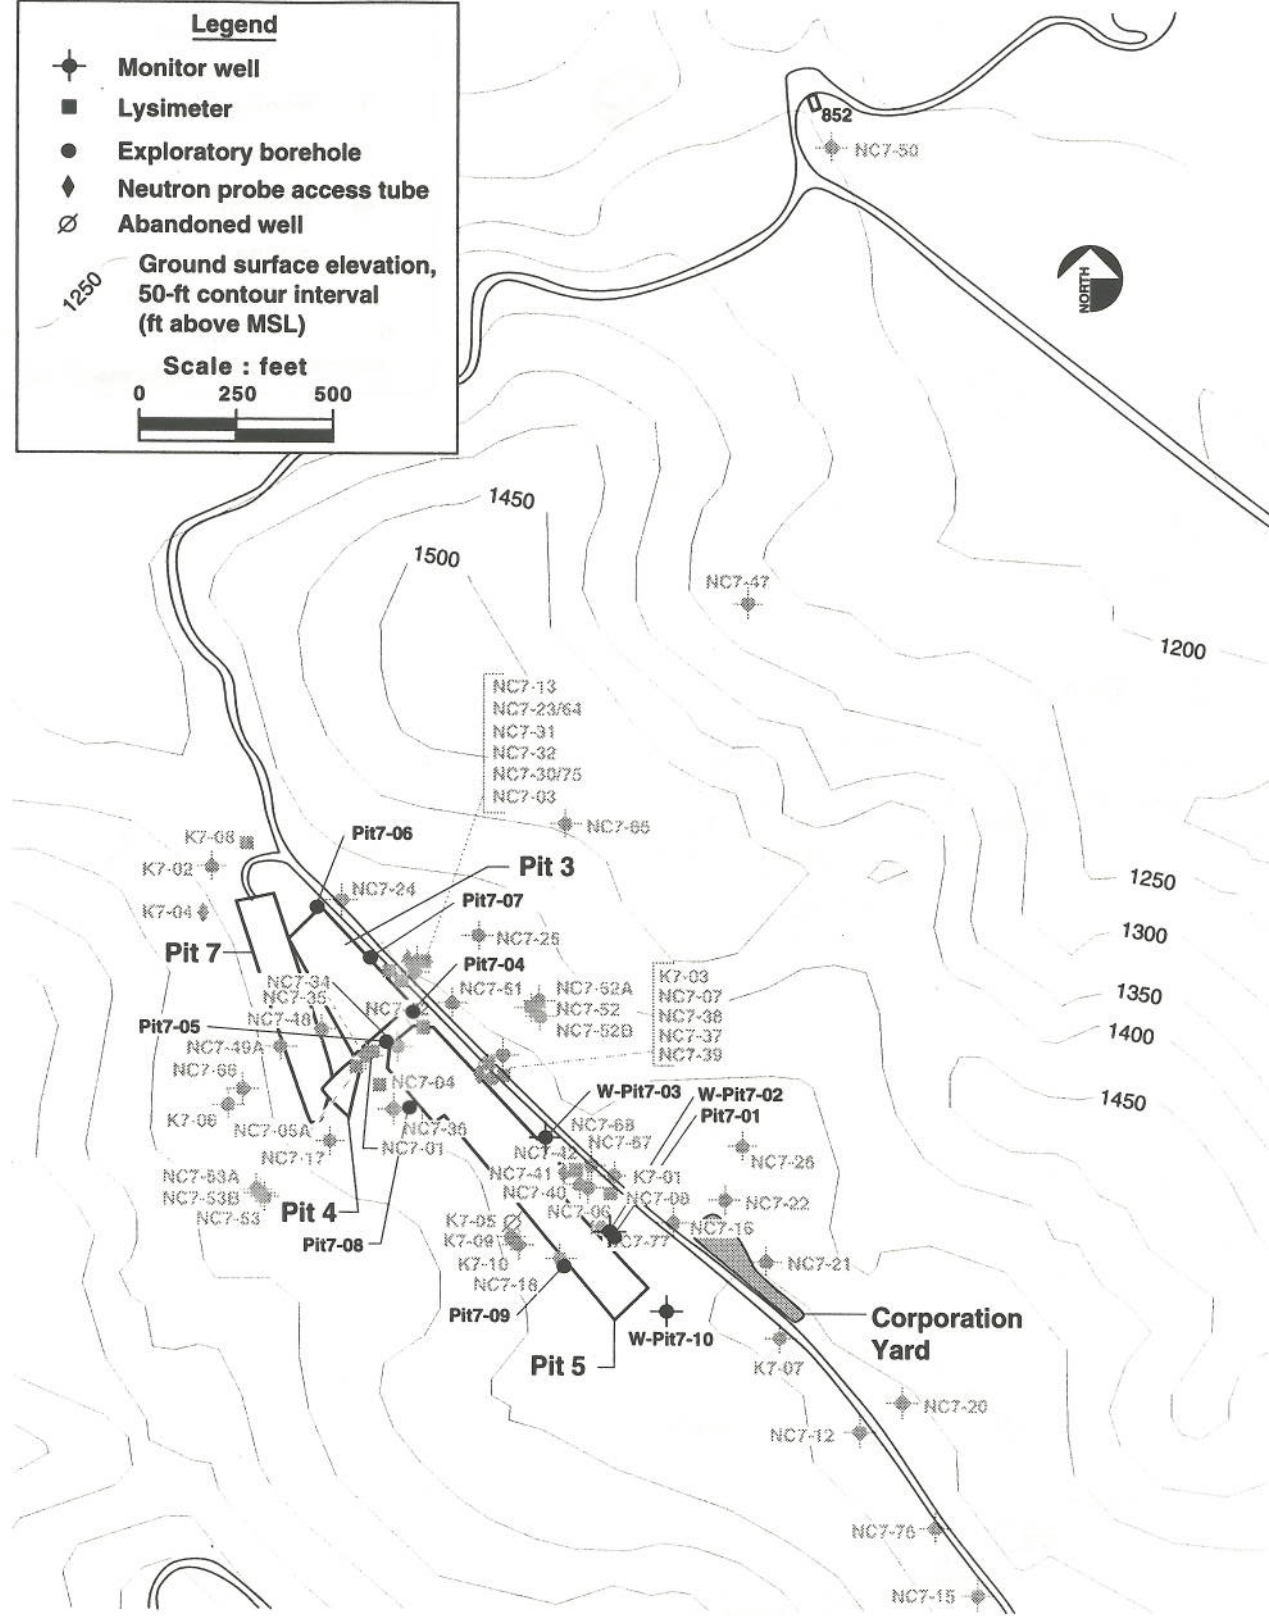 Legend
Monitor well
Lysimeter
Exploratory borehole
Neutron probe access tube
Abandoned well
1250
Ground surface elevation,
50-ft contour interval
(ft above MSL)
Scale : feet
0 250 500
852
NC7-50
NORTH
1450
1500
NC7-47
1200
NC7-13
NC7-23/64
NC7-31
NC7-32
NC7-30/75
NC7-03
NC7-65
K7-08
Pit7-06
K7-02
Pit 3
1250
NC7-24
Pit7-07
K7-04
1300
NC7-25
Pit 7
Pit7-04
NC7-34
NC7-35
NC7-51
NC7-52A
NC7-52
NC7-52B
K7-03
NC7-07
NC7-38
NC7-37
NC7-39
1350
1400
NC7-48
Pit7-05
NC7-49A
NC7-66
NC7-04
W-Pit7-03
W-Pit7-02
Pit7-01
1450
K7-06
NC7-05A
NC7-36
NC7-68
NC7-67
NC7-17
NC7-01
NC7-42
NC7-26
NC7-53A
NC7-53B
NC7-53
NC7-41
K7-01
NC7-40
NC7-08
NC7-22
Pit 4
NC7-06
K7-05
NC7-16
Pit7-08
K7-09
NC7-77
K7-10
NC7-21
NC7-18
Pit7-09
W-Pit7-10
Corporation
Yard
Pit 5
K7-07
NC7-20
NC7-12
NC7-76
NC7-15